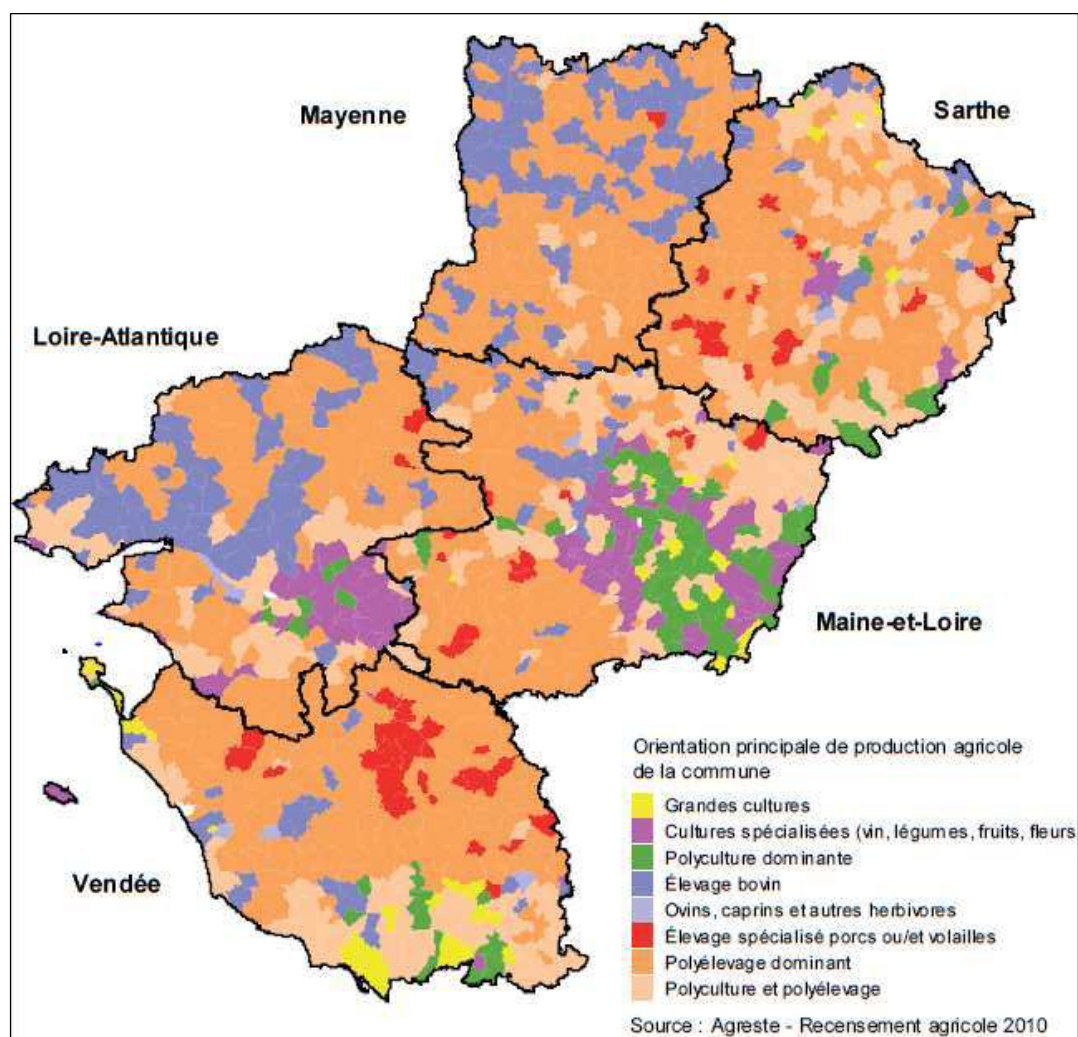 Mayenne
Sarthe
Loire-Atlantique
Maine-et-Loire
Vendée
Orientation principale de production agricole
de la commune
Grandes cultures
Cultures spécialisées (vin, légumes, fruits, fleurs
Polyculture dominante
Élevage bovin
Ovins, caprins et autres herbivores
Élevage spécialisé porcs ou/et volailles
Polyélevage dominant
Polyculture et polyélevage
Source : Agreste - Recensement agricole 2010